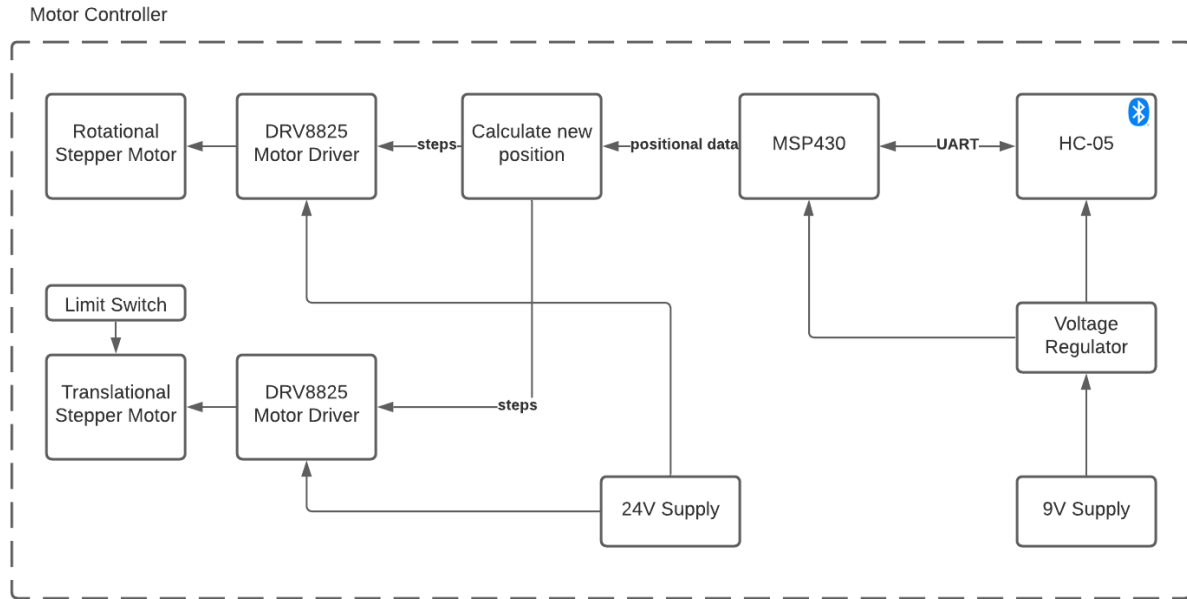 Motor Controller
Rotational
Stepper Motor
DRV8825
Motor Driver
steps
Calculate new
position
positional data
MSP430
UART
HC-05
Limit Switch
Translational
Stepper Motor
DRV8825
Motor Driver
steps
Voltage
Regulator
24V Supply
9V Supply